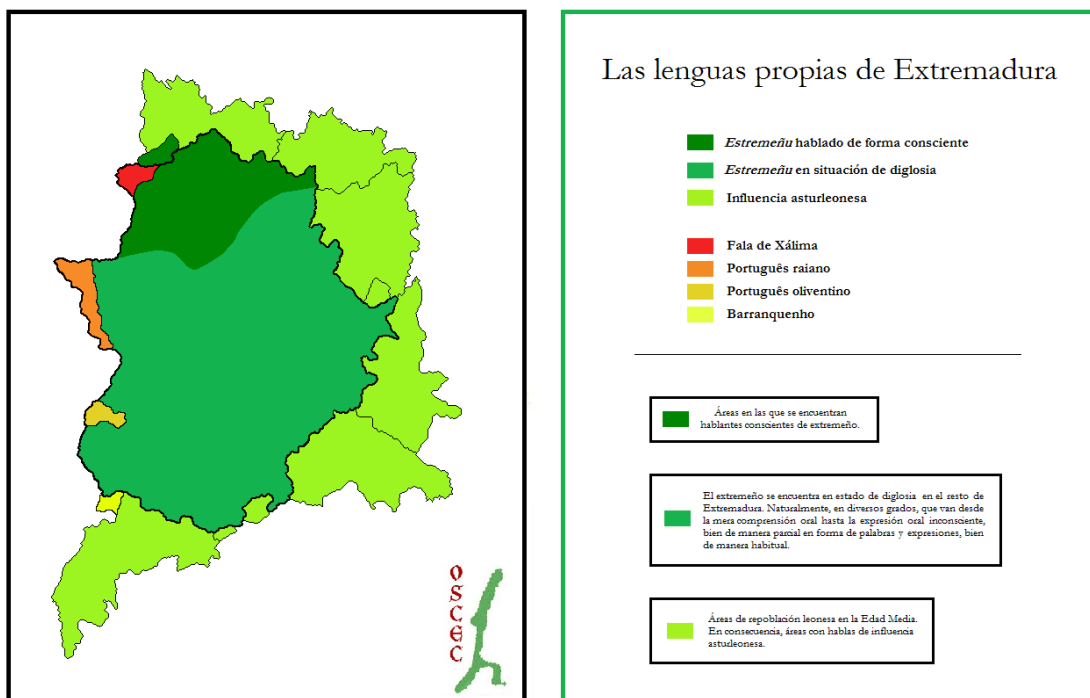 OSCEC
Las lenguas propias de Extremadura
Estremeñu hablado de forma consciente
Estremeñu en situación de diglosia
Influencia asturleonesa
Fala de Xálima
Português raiano
Português oliventino
Barranquenho
Áreas en las que se encuentran
hablantes conscientes de extremeño.
El extremeño se encuentra en estado de diglosia en el resto de
Extremadura. Naturalmente, en diversos grados, que van desde
la mera comprensión oral hasta la expresión oral inconsciente,
bien de manera parcial en forma de palabras y expresiones, bien
de manera habitual.
Áreas de repoblación leonesa en la Edad Media.
En consecuencia, áreas con hablas de influencia
asturleonesa.